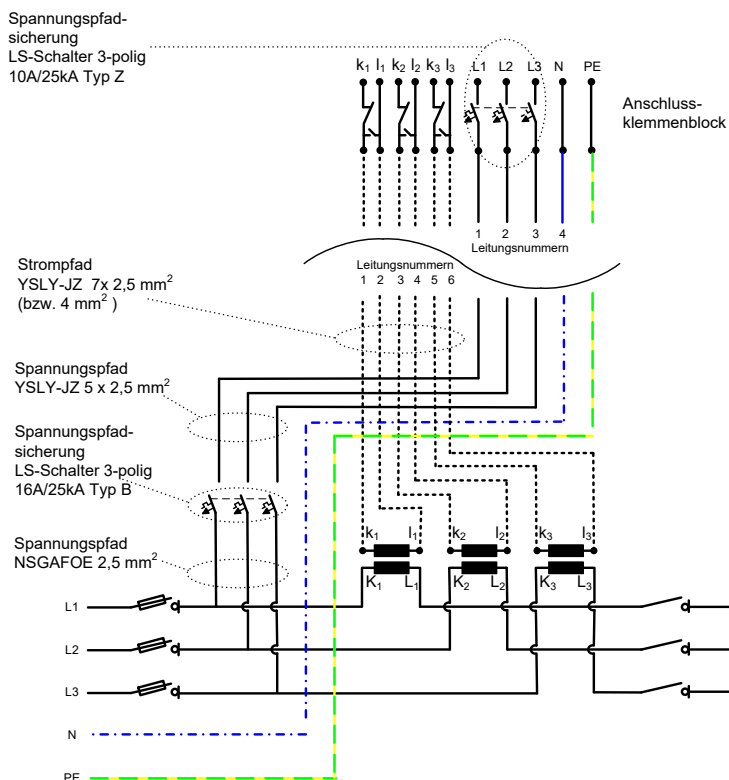 Spannungspfad-
sicherung
LS-Schalter 3-polig
10A/25kA Typ Z
k₁ l₁ k₂ l₂ k₃ l₃ L1 L2 L3 N PE
Anschluss-
klemmenblock
1 2 3 4
Leitungsnummern
Leitungsnummern
1 2 3 4 5 6
Strompfad
YSLY-JZ 7x 2,5 mm²
(bzw. 4 mm² )
Spannungspfad
YSLY-JZ 5 x 2,5 mm²
Spannungspfad-
sicherung
LS-Schalter 3-polig
16A/25kA Typ B
Spannungspfad
NSGAFOE 2,5 mm²
k₁ l₁ k₂ l₂ k₃ l₃
K₁ L₁ K₂ L₂ K₃ L₃
L1
L2
L3
N
PE